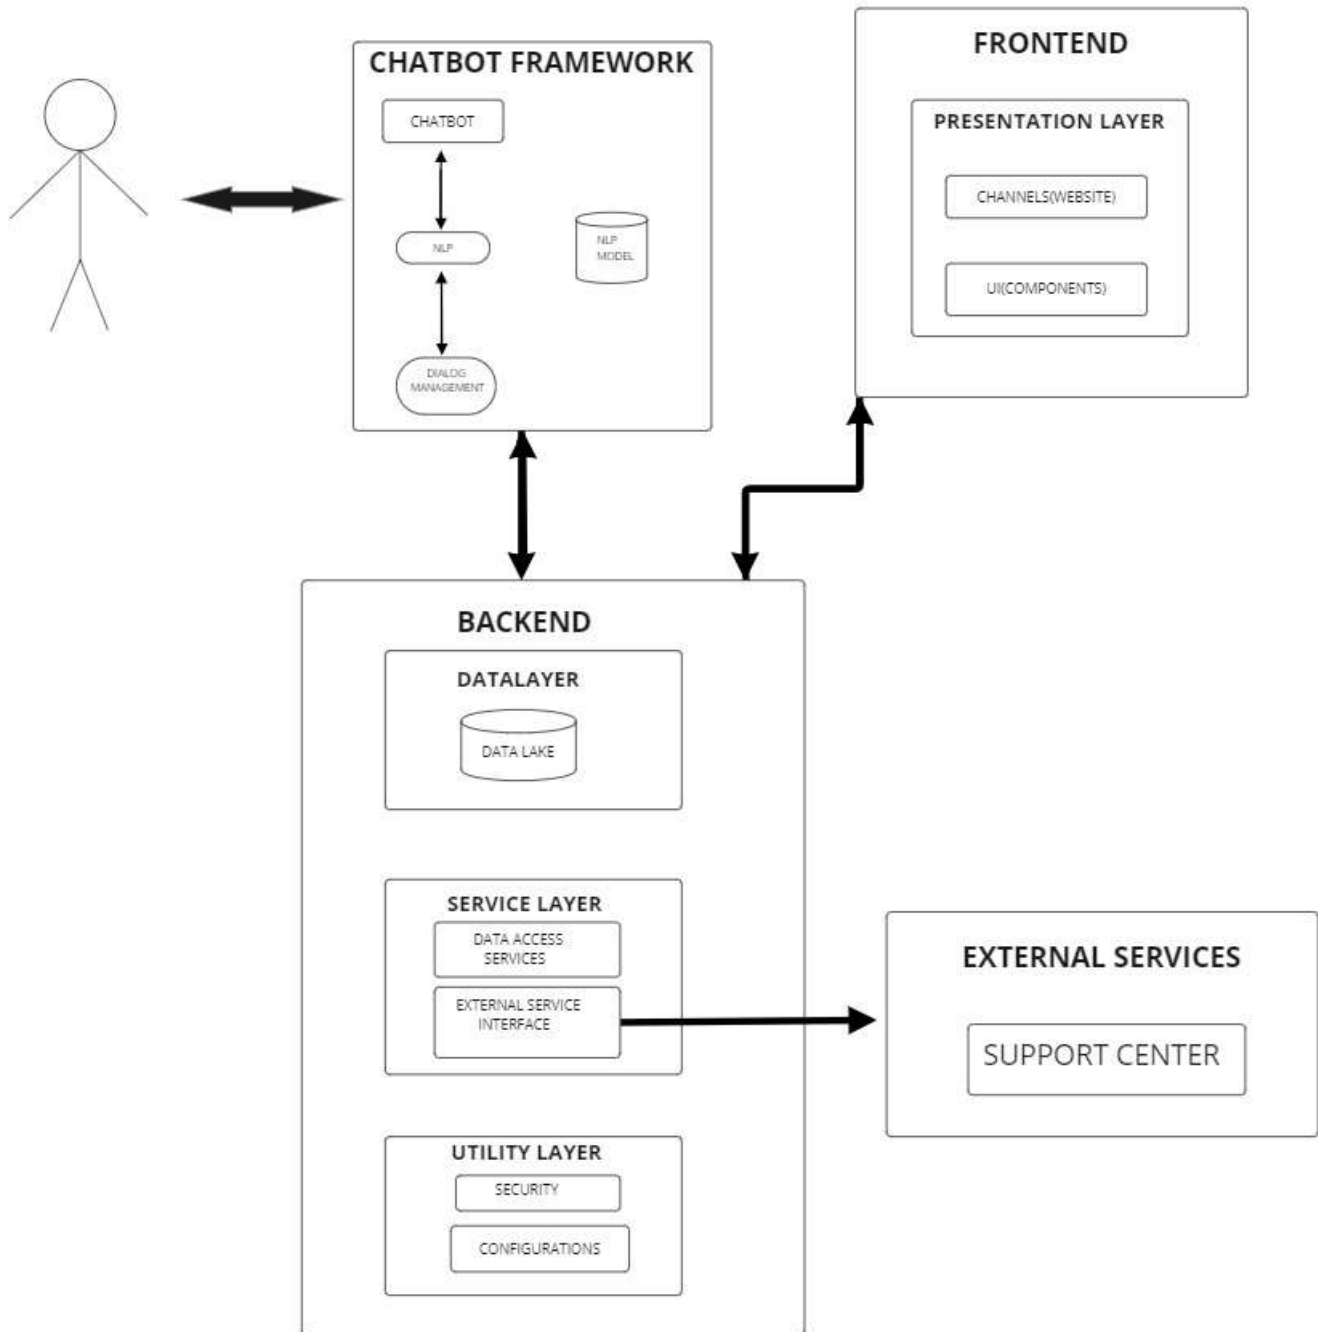 CHATBOT FRAMEWORK
CHATBOT
NLP
NLP
MODEL
DIALOG
MANAGEMENT
FRONTEND
PRESENTATION LAYER
CHANNELS(WEBSITE)
UI(COMPONENTS)
BACKEND
DATALAYER
DATA LAKE
SERVICE LAYER
DATA ACCESS
SERVICES
EXTERNAL SERVICE
INTERFACE
UTILITY LAYER
SECURITY
CONFIGURATIONS
EXTERNAL SERVICES
SUPPORT CENTER